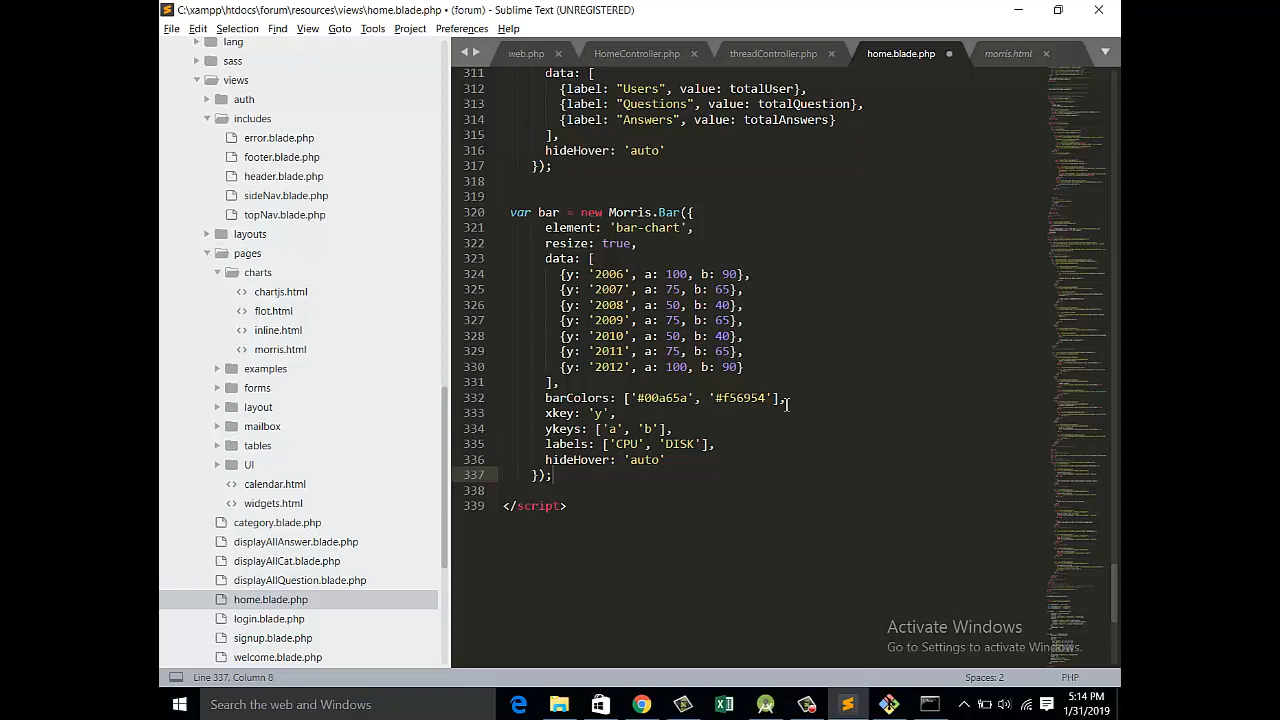 C:\xampp\htdocs\forum\resources\views\home.blade.php • (forum) - Sublime Text (UNREGISTERED)
File Edit Selection Find View Goto Tools Project Preferences Help
lang
sass
views
auth
includes
error.blade.php
footer.blade.php
header.blade.php
sideNav.blade.php
topNav.blade.php
layouts
pages
charts
<> chartjs.html
<> flot.html
<> inline.html
<> morris.html
examples
forms
layout
mailbox
tables
UI
<> calendar.html
<> widgets.html
category.blade.php
displayAllAnswer.blade.php
displayAllCat.blade.php
displayAllQuestion.blade.php
home.blade.php
login.blade.php
signup.blade.php
welcome.blade.php
web.php HomeController.php threadController.php home.blade.php morris.html
311 data: [
312 {label: value: totalUser},
313 {label: "Questions", value: totalQuestion},
314 {label: "Answers", value:
315 ],
316 hideHover: 'auto'
317 });
318
319
320 var bar = new Morris.Bar({
321 element:
322 resize: true,
323 data: [
324 {y: '2006', a: 100, b: 90},
325 {y: '2007', a: 75, b: 65},
326 {y: '2008', a: 50, b: 40},
327 {y: '2009', a: 75, b: 65},
328 {y: '2010', a: 50, b: 40},
329 {y: '2011', a: 75, b: 65},
330 {y: '2012', a: 100, b: 90}
331 ],
332 barColors: ['#00a65a', '#f56954'],
333 xkey: 'y',
334 ykeys: ['a', 'b'],
335 labels: ['CPU', 'DISK'],
336 hideHover: 'auto'
337 });
338
339 </script>
Activate Windows
Go to Settings to activate Windows.
Line 337, Column 8 Spaces: 2 PHP
Search the web and Windows
5:14 PM
1/31/2019